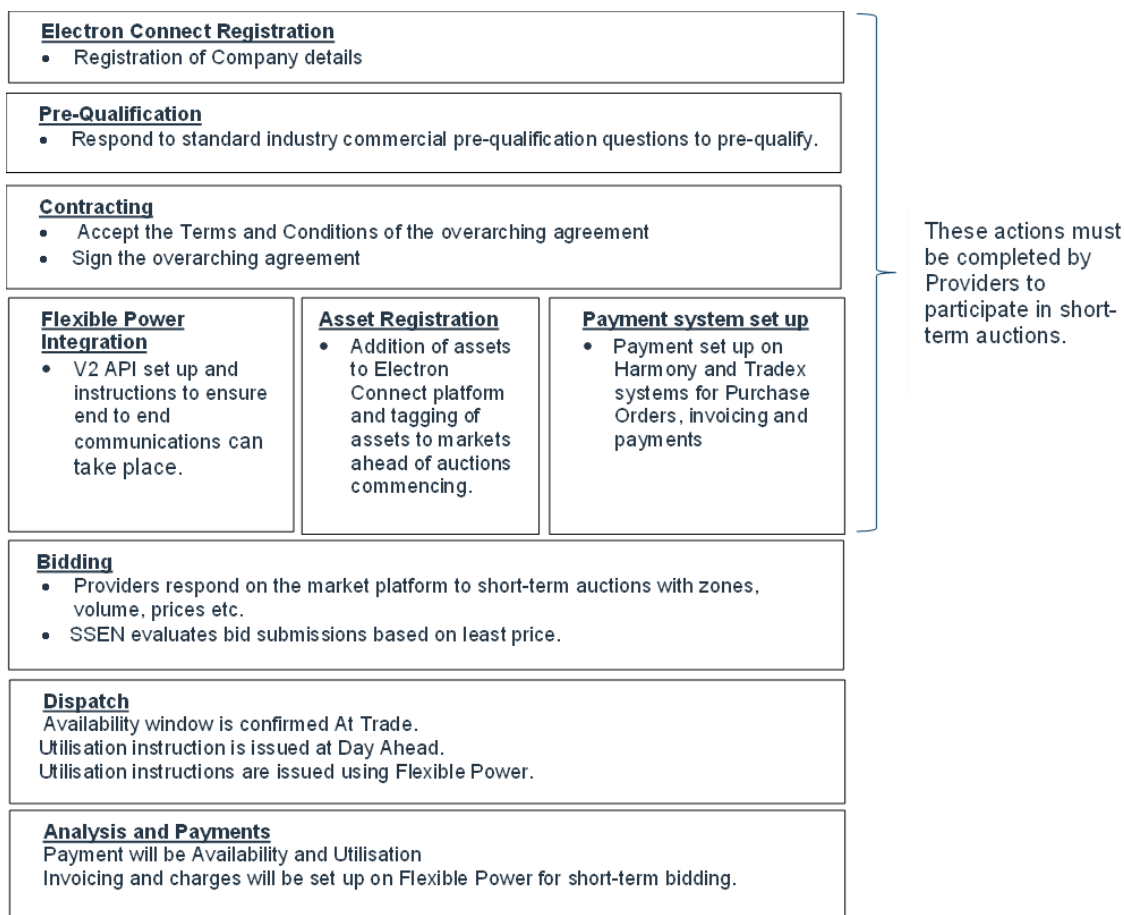 Electron Connect Registration
• Registration of Company details
Pre-Qualification
• Respond to standard industry commercial pre-qualification questions to pre-qualify.
Contracting
• Accept the Terms and Conditions of the overarching agreement
• Sign the overarching agreement
Flexible Power
Integration
• V2 API set up and
instructions to ensure
end to end
communications can
take place.
Asset Registration
• Addition of assets
to Electron
Connect platform
and tagging of
assets to markets
ahead of auctions
commencing.
Payment system set up
• Payment set up on
Harmony and Tradex
systems for Purchase
Orders, invoicing and
payments
These actions must
be completed by
Providers to
participate in short-
term auctions.
Bidding
• Providers respond on the market platform to short-term auctions with zones,
volume, prices etc.
• SSEN evaluates bid submissions based on least price.
Dispatch
Availability window is confirmed At Trade.
Utilisation instruction is issued at Day Ahead.
Utilisation instructions are issued using Flexible Power.
Analysis and Payments
Payment will be Availability and Utilisation
Invoicing and charges will be set up on Flexible Power for short-term bidding.